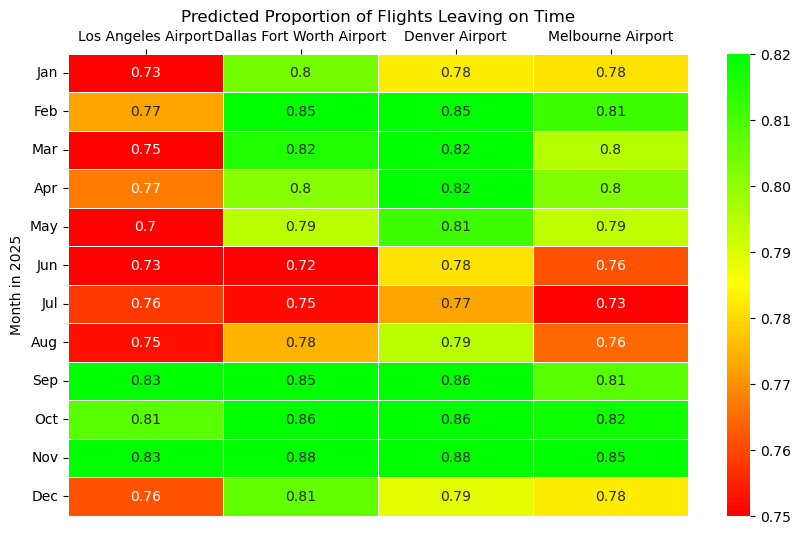 Predicted Proportion of Flights Leaving on Time
Los Angeles Airport Dallas Fort Worth Airport Denver Airport Melbourne Airport
Month in 2025
Jan 0.73 0.8 0.78 0.78
Feb 0.77 0.85 0.85 0.81
Mar 0.75 0.82 0.82 0.8
Apr 0.77 0.8 0.82 0.8
May 0.7 0.79 0.81 0.79
Jun 0.73 0.72 0.78 0.76
Jul 0.76 0.75 0.77 0.73
Aug 0.75 0.78 0.79 0.76
Sep 0.83 0.85 0.86 0.81
Oct 0.81 0.86 0.86 0.82
Nov 0.83 0.88 0.88 0.85
Dec 0.76 0.81 0.79 0.78
0.82
0.81
0.80
0.79
0.78
0.77
0.76
0.75